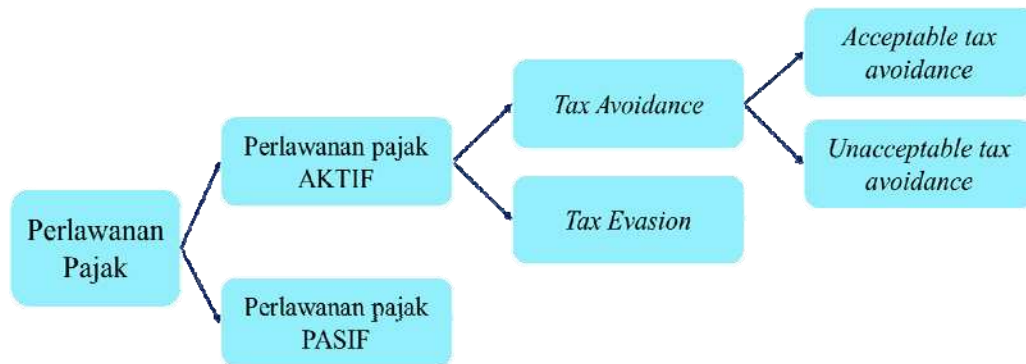 Perlawanan
Pajak
Perlawanan pajak
AKTIF
Perlawanan pajak
PASIF
Tax Avoidance
Tax Evasion
Acceptable tax
avoidance
Unacceptable tax
avoidance